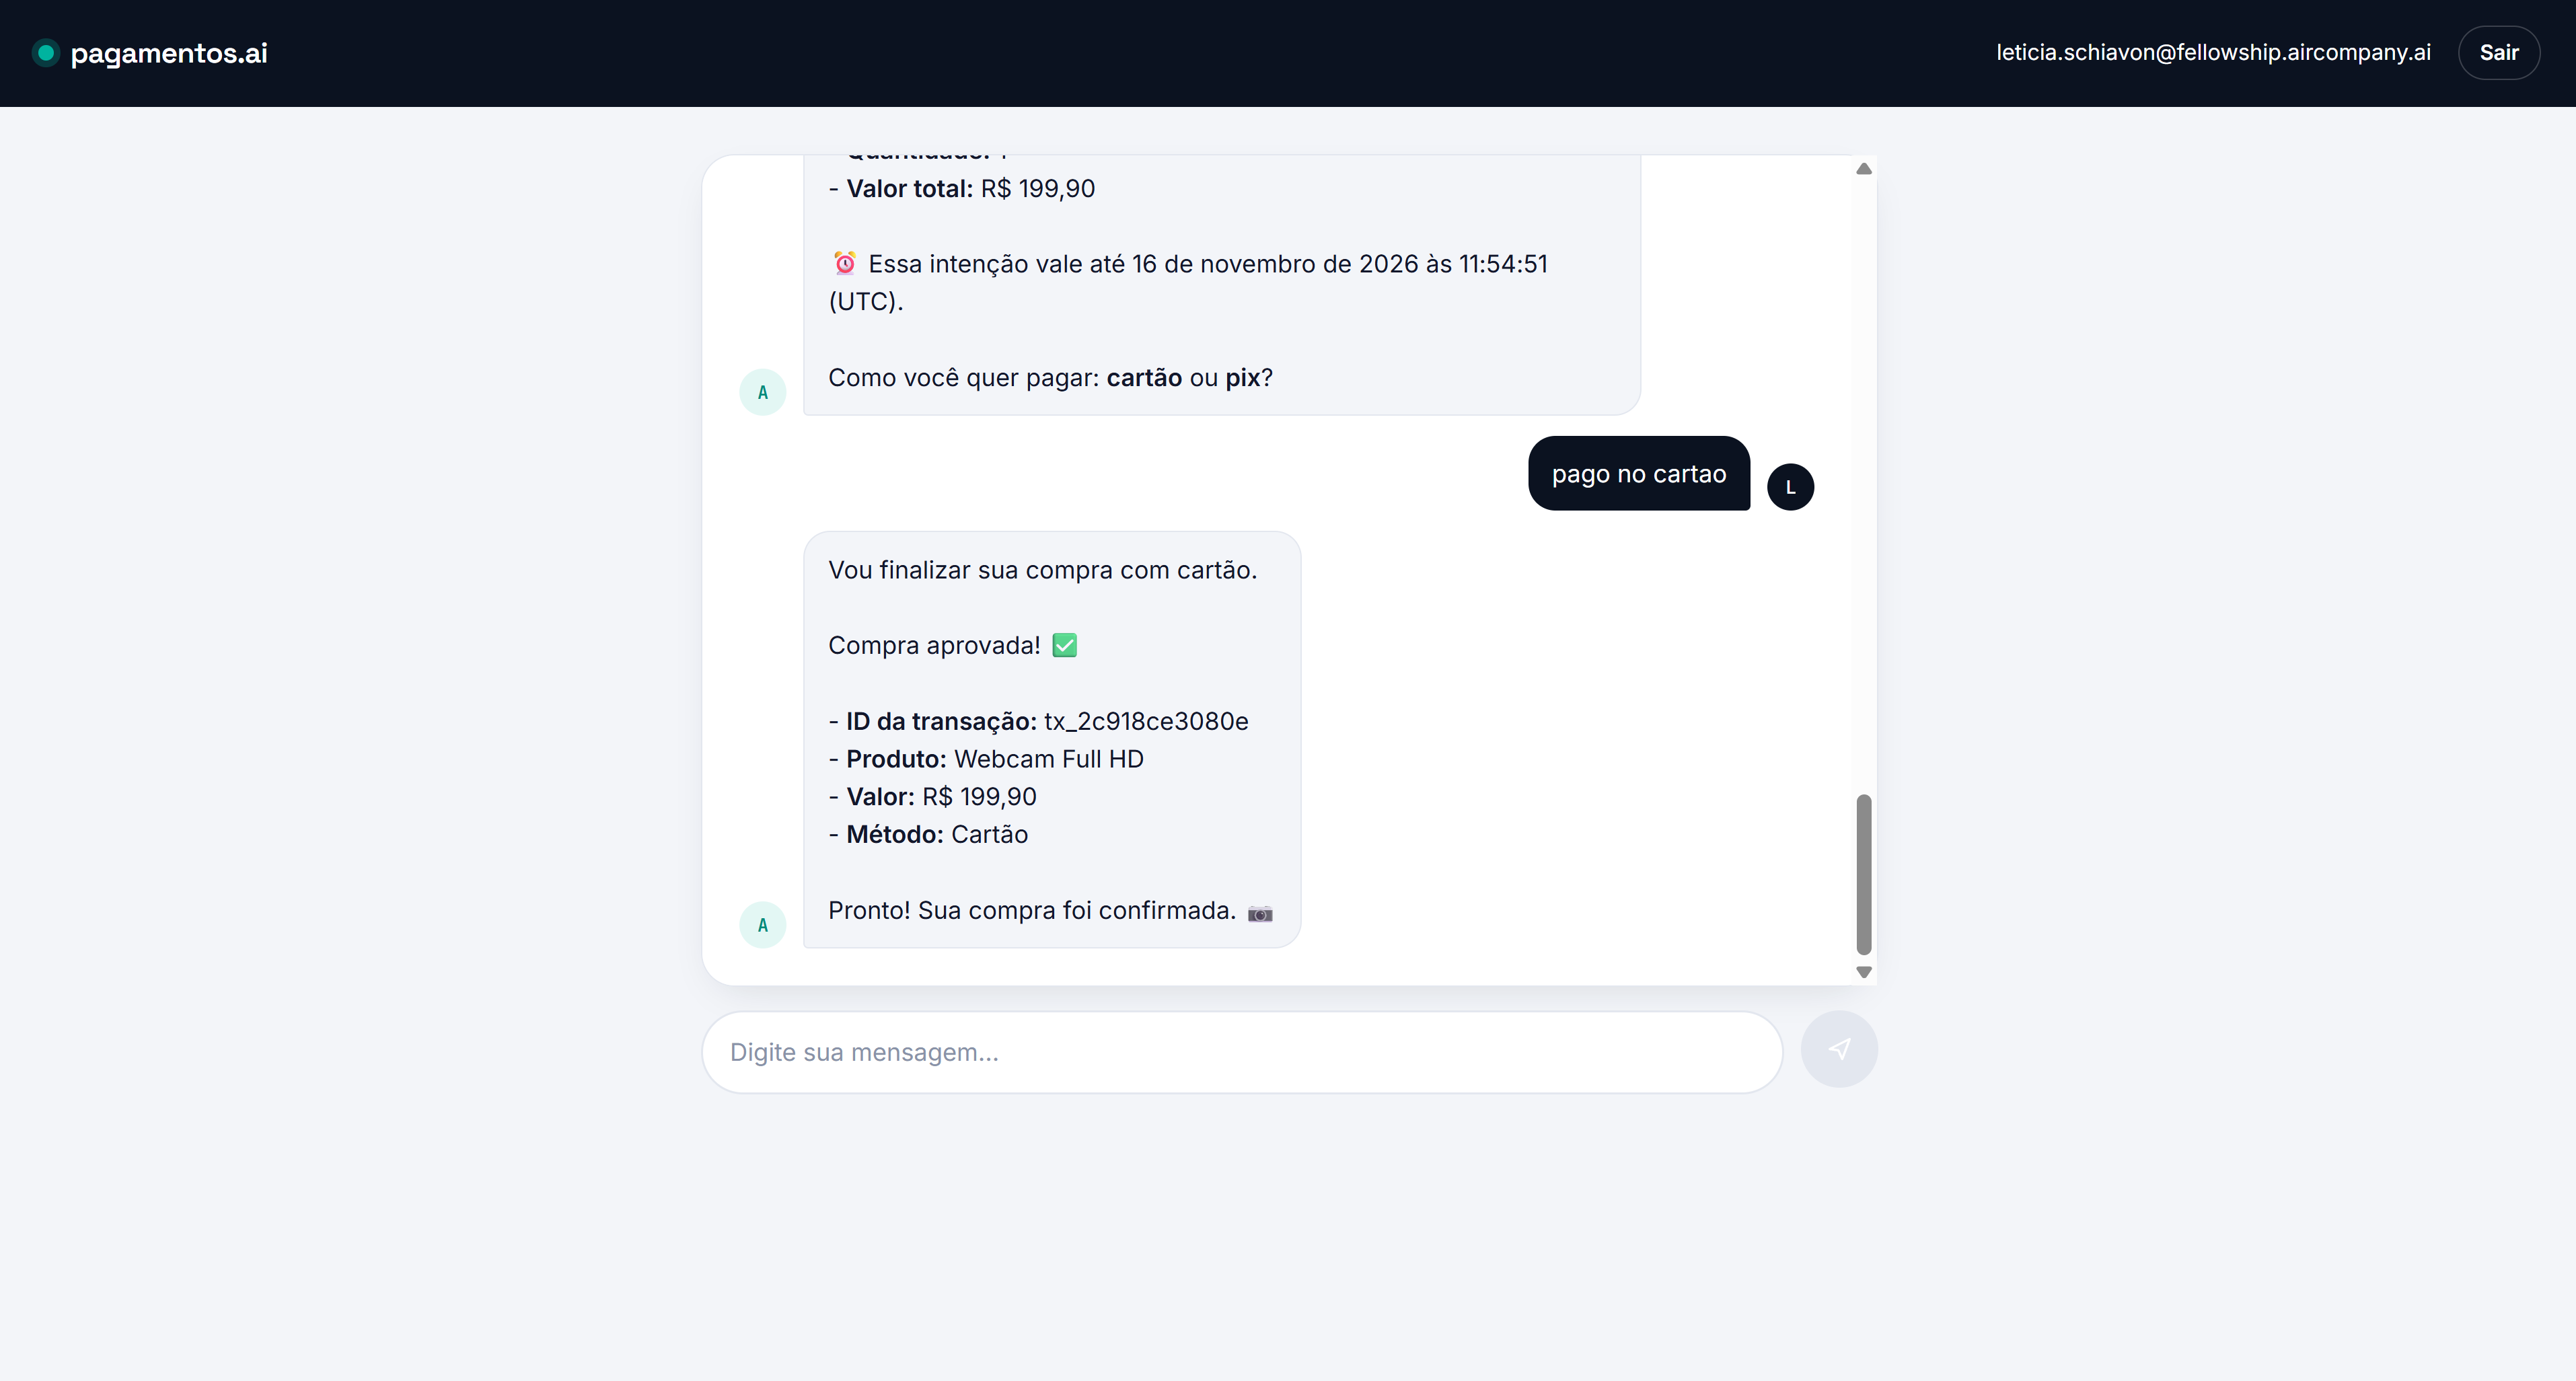 pagamentos.ai
leticia.schiavon@fellowship.aircompany.ai
Sair
- Valor total: R$ 199,90
Essa intenção vale até 16 de novembro de 2026 às 11:54:51
(UTC).
Como você quer pagar: cartão ou pix?
A
pago no cartao
L
Vou finalizar sua compra com cartão.
Compra aprovada!
- ID da transação: tx_2c918ce3080e
- Produto: Webcam Full HD
- Valor: R$ 199,90
- Método: Cartão
Pronto! Sua compra foi confirmada.
A
Digite sua mensagem...